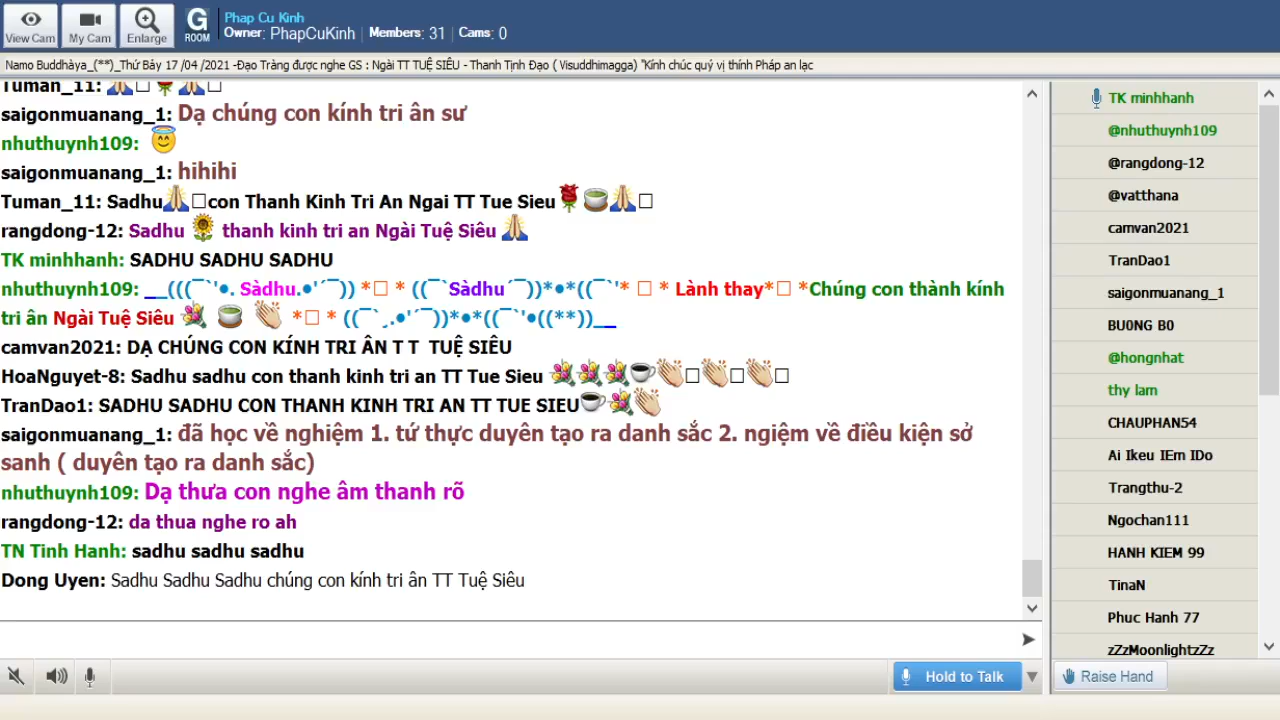 View Cam
My Cam
Enlarge
G
ROOM
Phap Cu Kinh
Owner: PhapCuKinh Members: 31 Cams: 0
Namo Buddhàya_(**)_Thứ Bảy 17 /04 /2021 -Đạo Tràng được nghe GS : Ngài TT TUỆ SIÊU - Thanh Tịnh Đạo ( Visuddhimagga) "Kính chúc quý vị thính Pháp an lạc
Tuman_11:
saigonmuanang_1: Dạ chúng con kính tri ân sư
nhuthuynh109:
saigonmuanang_1: hihihi
Tuman_11: Sadhu🙏□con Thanh Kinh Tri An Ngai TT Tue Sieu🌹🍵🙏□
rangdong-12: Sadhu 🌻 thanh kinh tri an Ngài Tuệ Siêu 🙏
TK minhhanh: SADHU SADHU SADHU
nhuthuynh109: __(((¯`'•. Sàdhu.•'´¯)) *□ * ((¯`Sàdhu´¯))*•*((¯`'* □ * Lành thay*□ *Chúng con thành kính
tri ân Ngài Tuệ Siêu 💐 🍵 👏 *□ * ((¯`¸.•'´¯))*•*((¯`'•((**))__
camvan2021: DẠ CHÚNG CON KÍNH TRI ÂN T T  TUỆ SIÊU
HoaNguyet-8: Sadhu sadhu con thanh kinh tri an TT Tue Sieu 💐💐💐☕👏□👏□👏□
TranDao1: SADHU SADHU CON THANH KINH TRI AN TT TUE SIEU☕💐👏
saigonmuanang_1: đã học về nghiệm 1. tứ thực duyên tạo ra danh sắc 2. ngiệm về điều kiện sở
sanh ( duyên tạo ra danh sắc)
nhuthuynh109: Dạ thưa con nghe âm thanh rõ
rangdong-12: da thua nghe ro ah
TN Tinh Hanh: sadhu sadhu sadhu
Dong Uyen: Sadhu Sadhu Sadhu chúng con kính tri ân TT Tuệ Siêu
Hold to Talk
TK minhhanh
@nhuthuynh109
@rangdong-12
@vatthana
camvan2021
TranDao1
saigonmuanang_1
BU0NG B0
@hongnhat
thy lam
CHAUPHAN54
Ai Ikeu IEm IDo
Trangthu-2
Ngochan111
HANH KIEM 99
TinaN
Phuc Hanh 77
zZzMoonlightzZz
Raise Hand